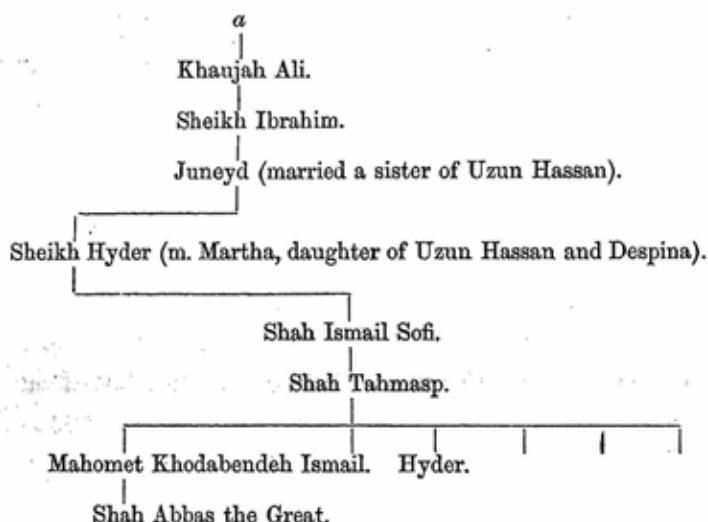 a
Khaujah Ali.
Sheikh Ibrahim.
Juneyd (married a sister of Uzun Hassan).
Sheikh Hyder (m. Martha, daughter of Uzun Hassan and Despina).
Shah Ismail Sofi.
Shah Tahmasp.
Mahomet Khodabendeh Ismail. Hyder.
Shah Abbas the Great.